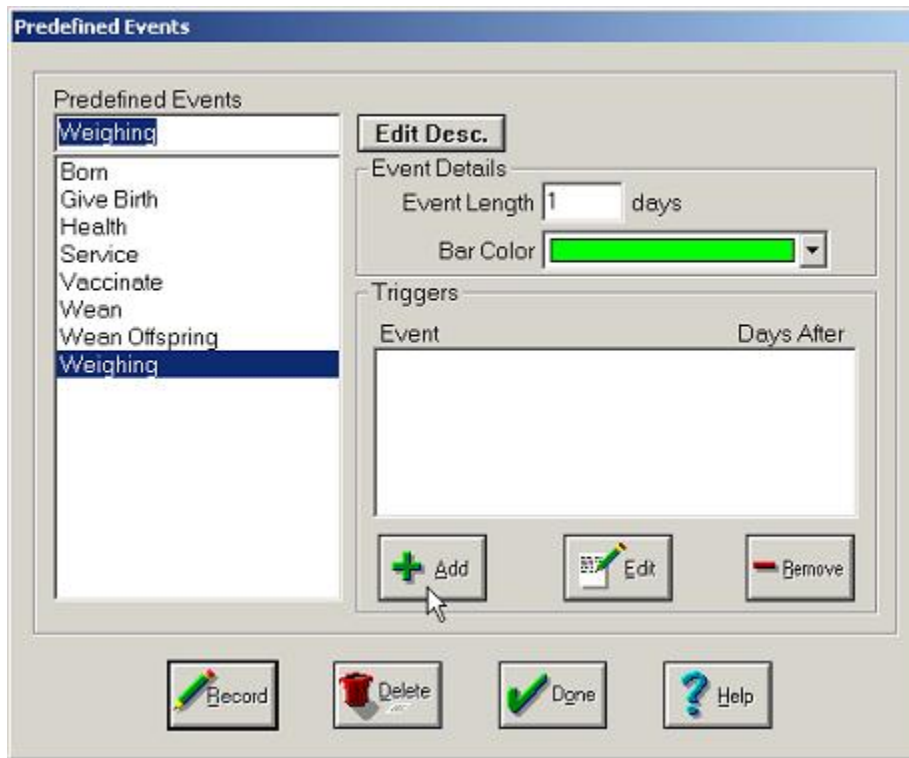 Predefined Events
Predefined Events
Weighing
Edit Desc.
Born
Give Birth
Health
Service
Vaccinate
Wean
Wean Offspring
Weighing
Event Details
Event Length 1 days
Bar Color
Triggers
Event Days After
Add Edit Remove
Record Delete Done Help